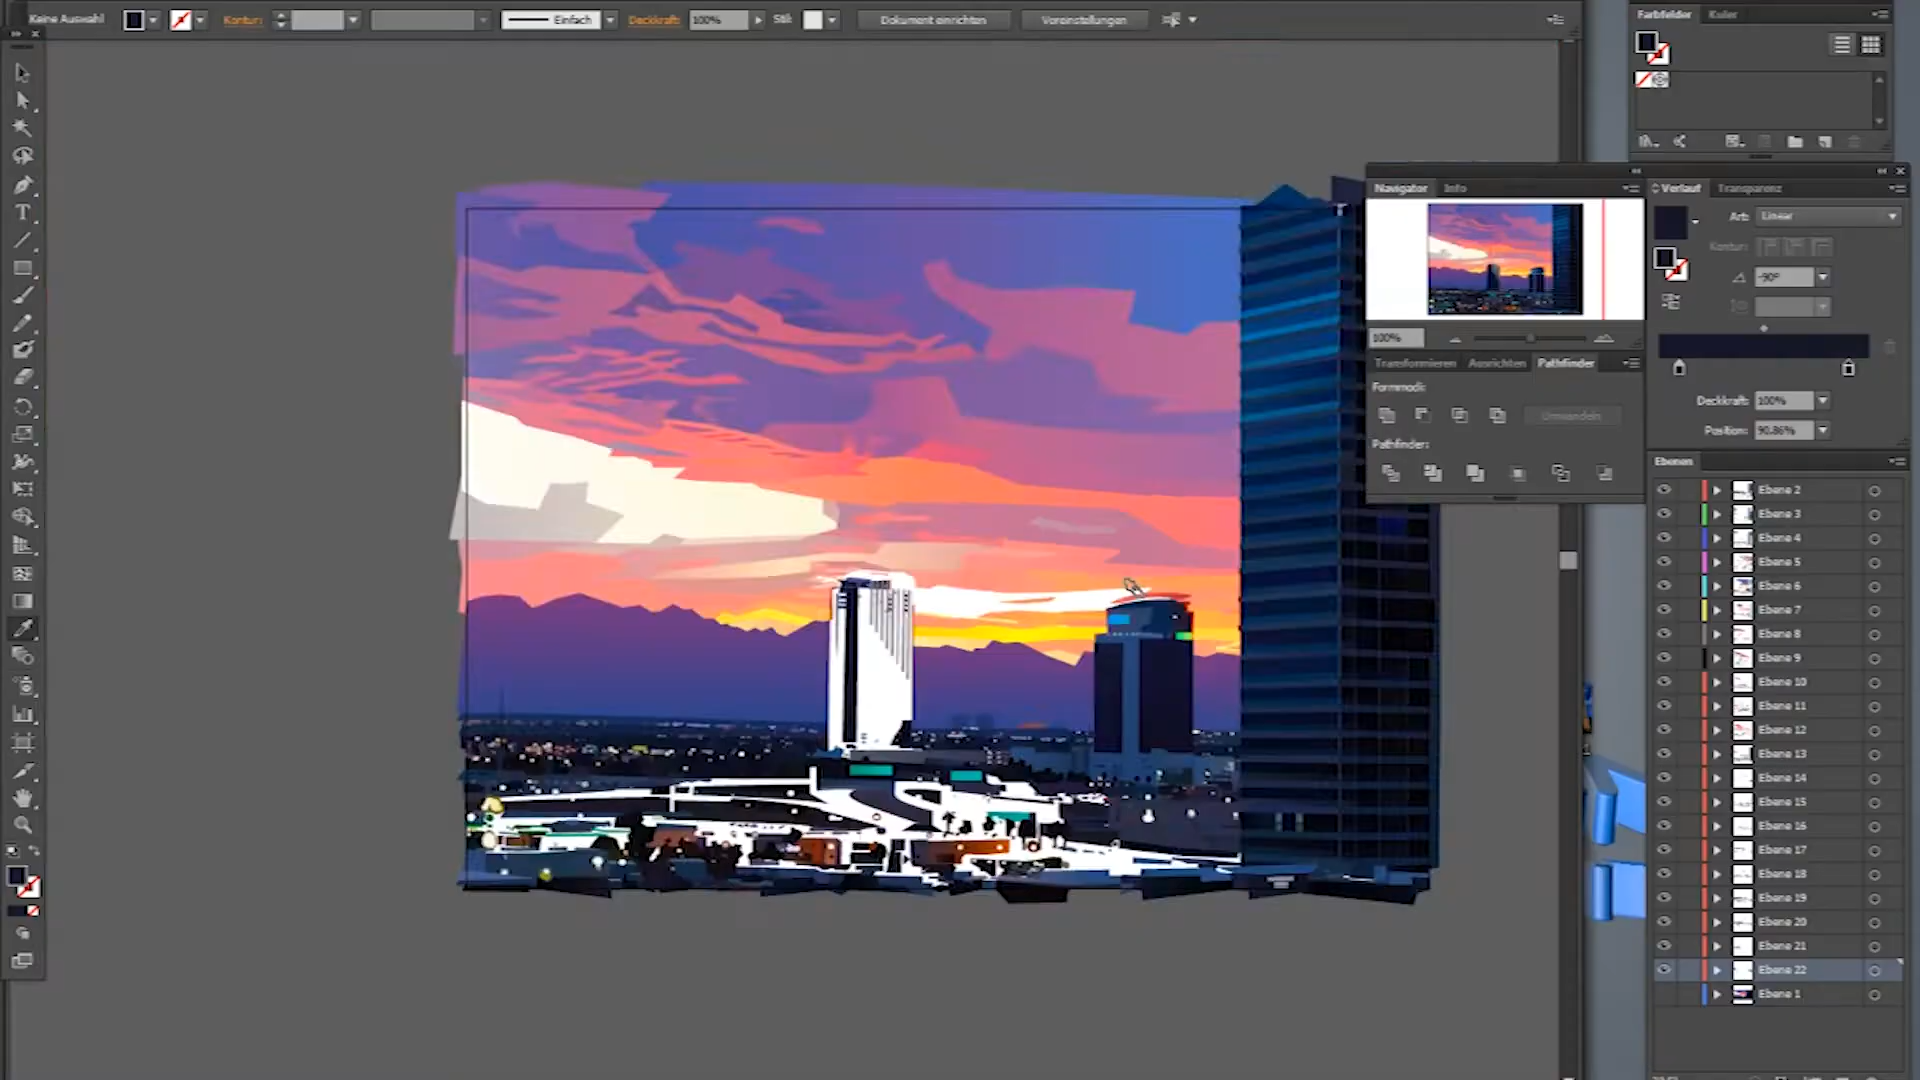 Keine Auswahl
Kontur:
Einfach
Deckkraft:
100%
Stil:
Dokument einrichten
Voreinstellungen
Farbfelder
Kuler
Navigator
Info
100%
Transformieren
Ausrichten
Pathfinder
Formmodi:
Umwandeln
Pathfinder:
Verlauf
Transparenz
Art:
Linear
Kontur:
-90°
Deckkraft:
100%
Position:
90.86%
Ebenen
Ebene 2
Ebene 3
Ebene 4
Ebene 5
Ebene 6
Ebene 7
Ebene 8
Ebene 9
Ebene 10
Ebene 11
Ebene 12
Ebene 13
Ebene 14
Ebene 15
Ebene 16
Ebene 17
Ebene 18
Ebene 19
Ebene 20
Ebene 21
Ebene 22
Ebene 1